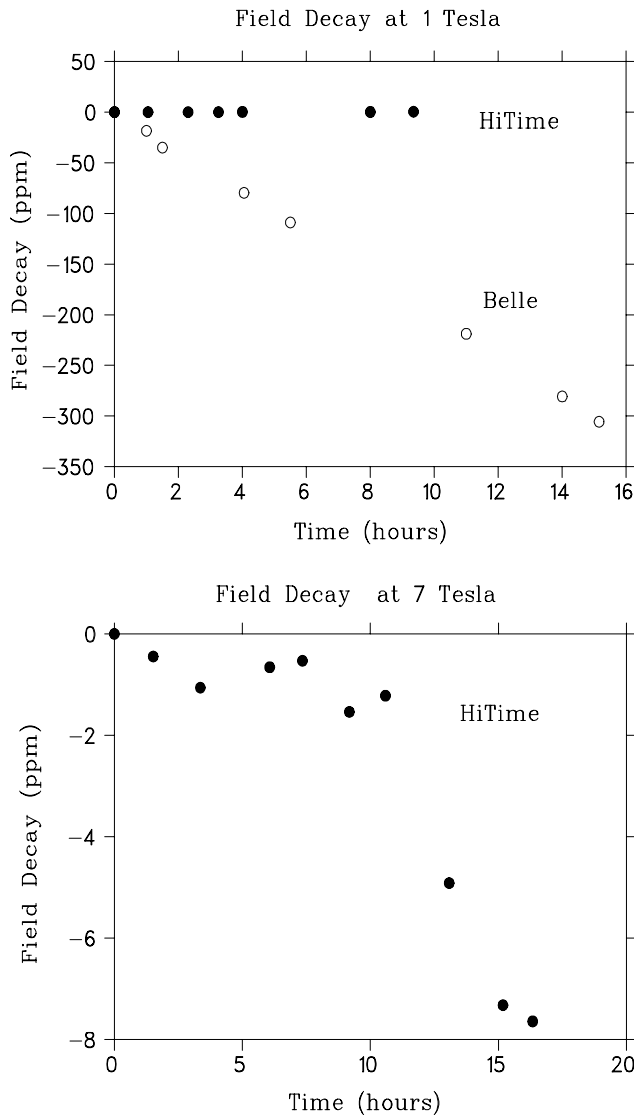 Field Decay at 1 Tesla
50
0
−50
−100
−150
−200
−250
−300
−350
Field Decay (ppm)
HiTime
Belle
0 2 4 6 8 10 12 14 16
Time (hours)
Field Decay at 7 Tesla
0
−2
−4
−6
−8
Field Decay (ppm)
HiTime
0 5 10 15 20
Time (hours)